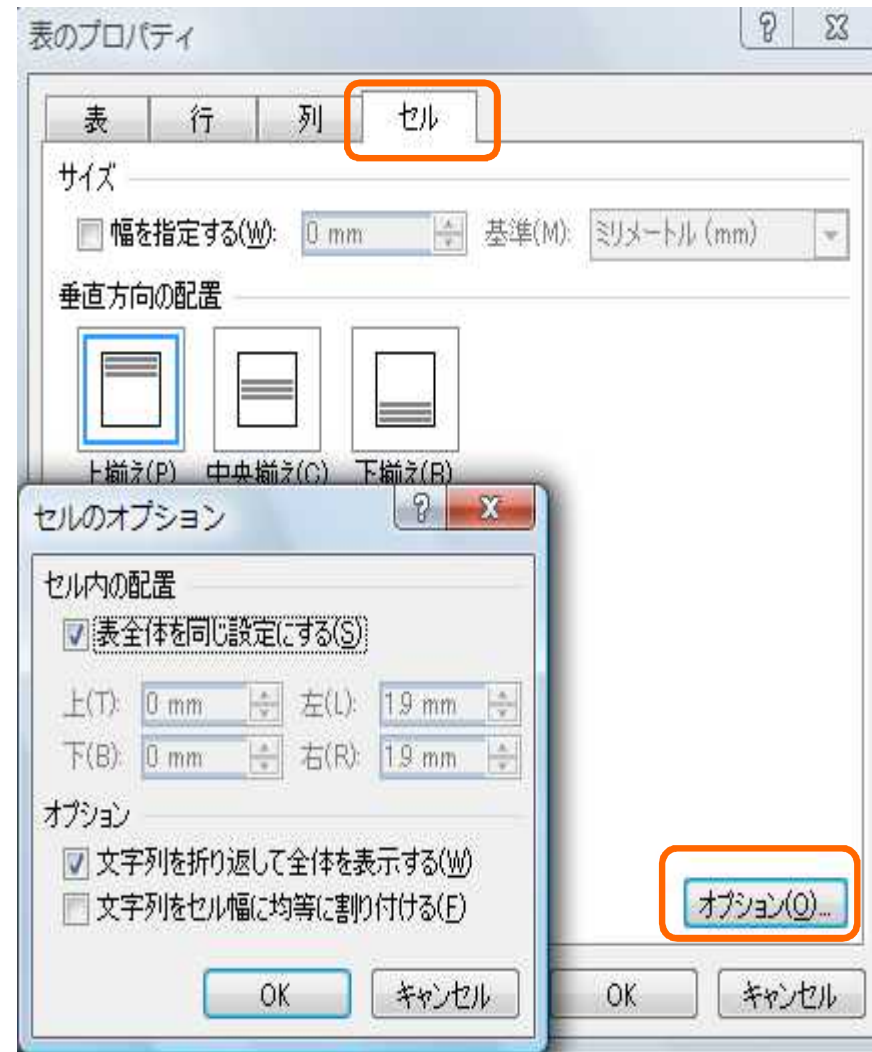 表のプロパティ
表 行 列 セル
サイズ
幅を指定する(W): 0 mm 基準(M): ミリメートル (mm)
垂直方向の配置
上揃え(P) 中央揃え(C) 下揃え(B)
セルのオプション
セル内の配置
表全体を同じ設定にする(S)
上(T): 0 mm 左(L): 1.9 mm
下(B): 0 mm 右(R): 1.9 mm
オプション
文字列を折り返して全体を表示する(W)
文字列をセル幅に均等に割り付ける(F)
オプション(O)...
OK キャンセル OK キャンセル